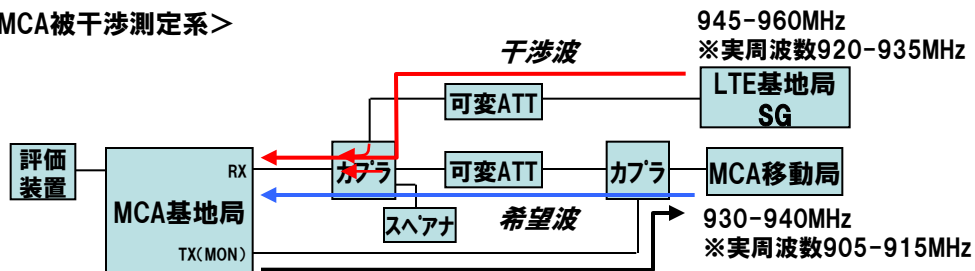 MCA被干渉測定系＞
945-960MHz
※実周波数920-935MHz
干渉波
LTE基地局
SG
可変ATT
評価
装置
RX
カプラ
可変ATT
カプラ
MCA移動局
MCA基地局
スペアナ
希望波
930-940MHz
※実周波数905-915MHz
TX(MON)